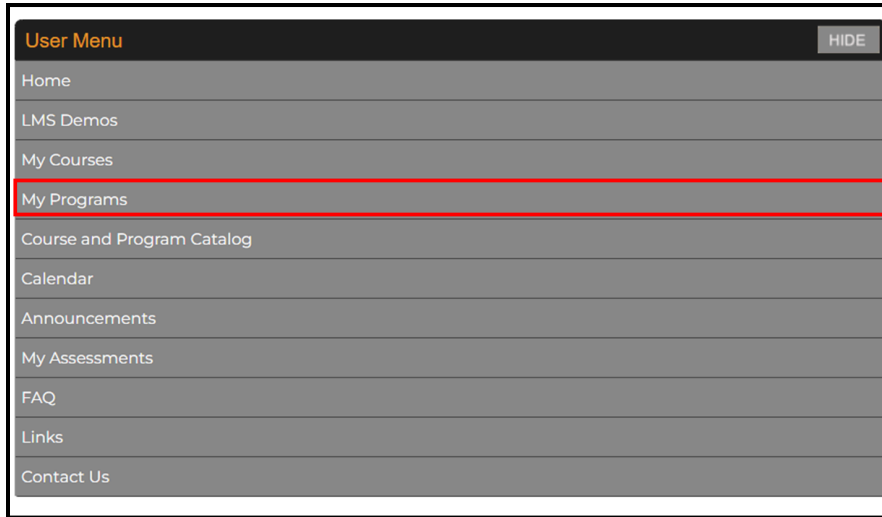 User Menu
HIDE
Home
LMS Demos
My Courses
My Programs
Course and Program Catalog
Calendar
Announcements
My Assessments
FAQ
Links
Contact Us